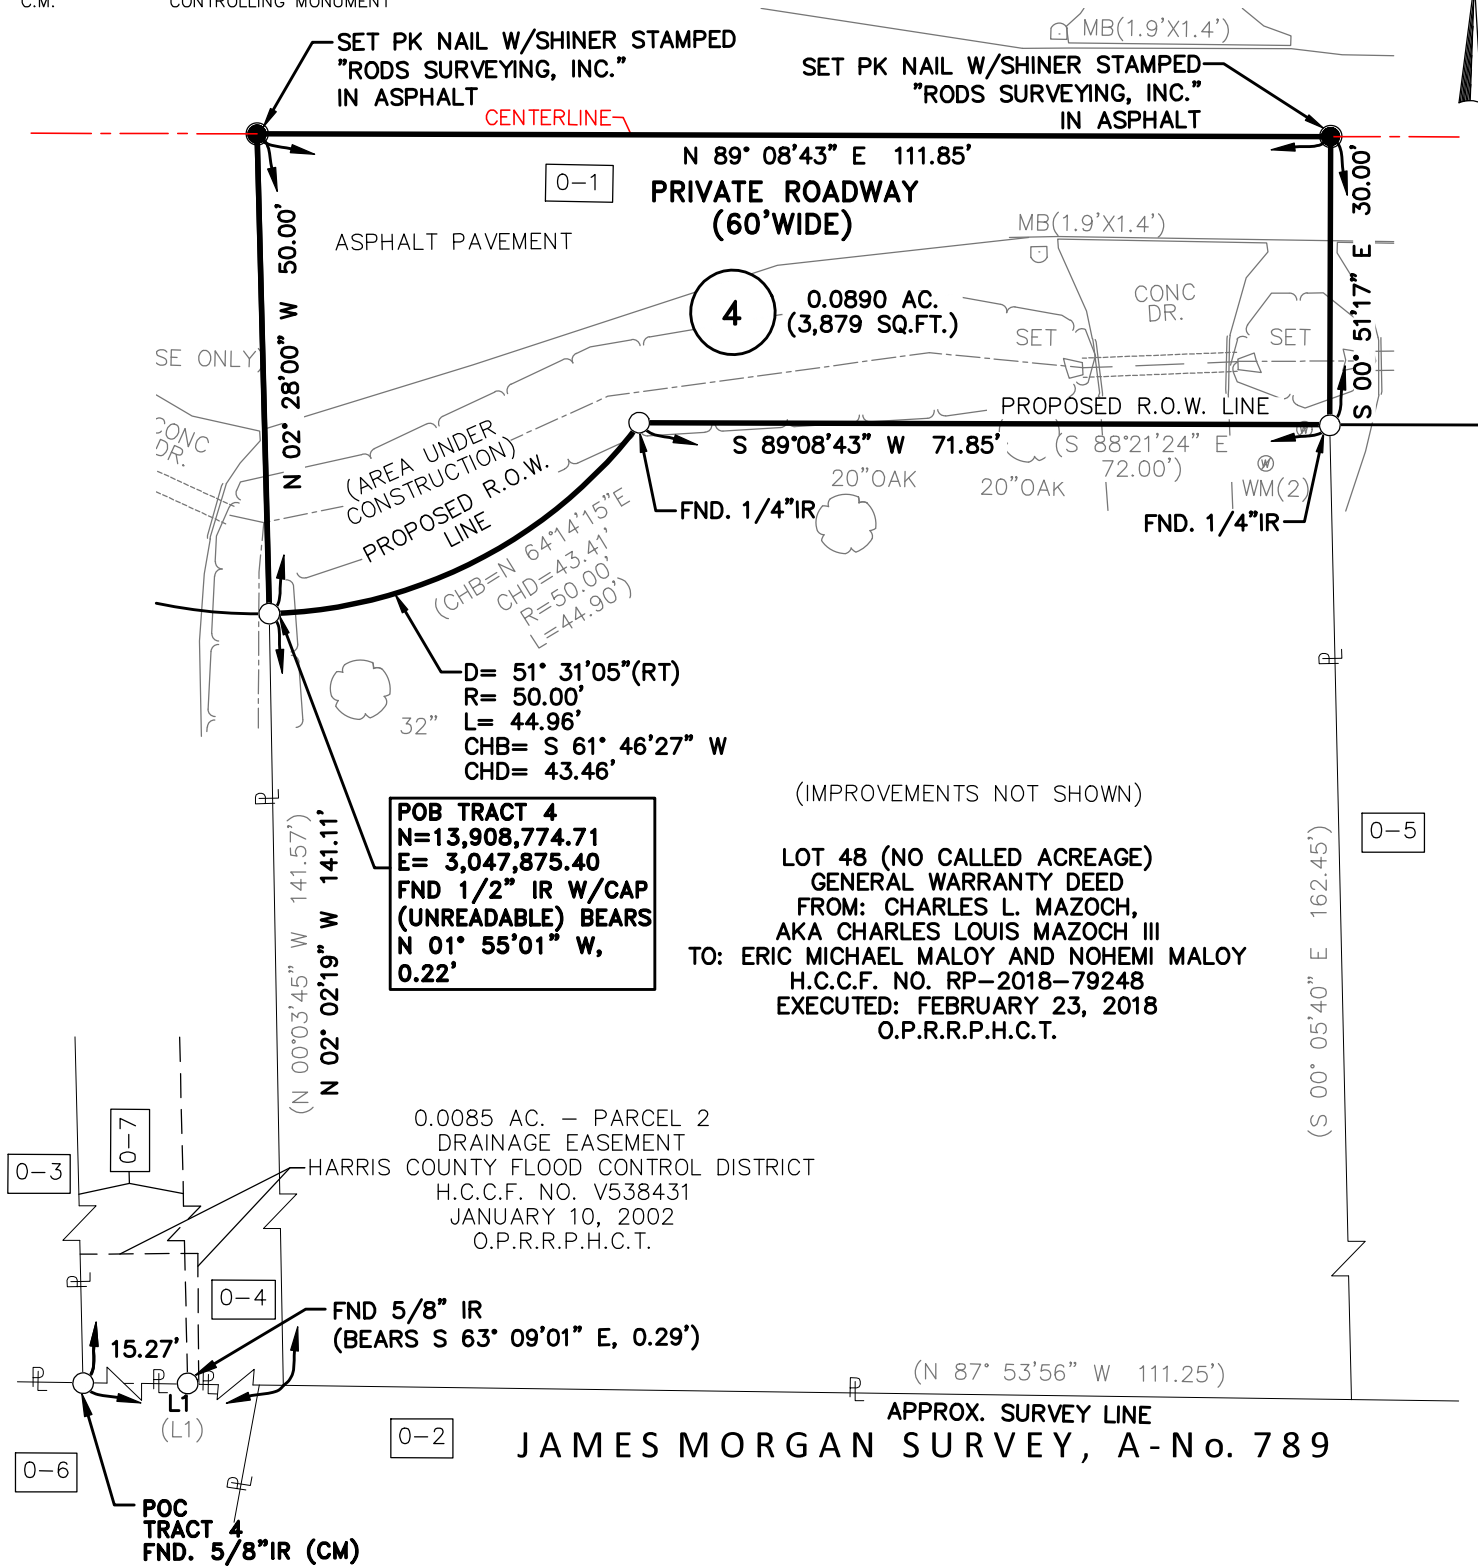 C.M. CONTROLLING MONUMENT
MB(1.9'X1.4')
SET PK NAIL W/SHINER STAMPED
"RODS SURVEYING, INC."
IN ASPHALT
SET PK NAIL W/SHINER STAMPED
"RODS SURVEYING, INC."
IN ASPHALT
CENTERLINE
N 89° 08'43" E 111.85'
0-1
PRIVATE ROADWAY
(60'WIDE)
ASPHALT PAVEMENT
MB(1.9'X1.4')
S 00° 51'17" E 30.00'
N 02° 28'00" W 50.00'
4
0.0890 AC.
(3,879 SQ.FT.)
CONC
DR.
SET
SET
SE ONLY)
CONC
DR.
(AREA UNDER
CONSTRUCTION)
PROPOSED R.O.W.
LINE
PROPOSED R.O.W. LINE
S 89°08'43" W 71.85'
(S 88°21'24" E
72.00')
20"OAK
20"OAK
W
W
WM(2)
FND. 1/4"IR
FND. 1/4"IR
(CHB=N 64°14'15"E
CHD=43.41'
R=50.00'
L=44.90')
D= 51° 31'05"(RT)
R= 50.00'
L= 44.96'
CHB= S 61° 46'27" W
CHD= 43.46'
32"
PL
PL
POB TRACT 4
N=13,908,774.71
E= 3,047,875.40
FND 1/2" IR W/CAP
(UNREADABLE) BEARS
N 01° 55'01" W,
0.22'
(IMPROVEMENTS NOT SHOWN)
0-5
LOT 48 (NO CALLED ACREAGE)
GENERAL WARRANTY DEED
FROM: CHARLES L. MAZOCH,
AKA CHARLES LOUIS MAZOCH III
TO: ERIC MICHAEL MALOY AND NOHEMI MALOY
H.C.C.F. NO. RP-2018-79248
EXECUTED: FEBRUARY 23, 2018
O.P.R.R.P.H.C.T.
(N 00°03'45" W 141.57')
N 02° 02'19" W 141.11'
(S 00° 05'40" E 162.45')
0.0085 AC. - PARCEL 2
DRAINAGE EASEMENT
HARRIS COUNTY FLOOD CONTROL DISTRICT
H.C.C.F. NO. V538431
JANUARY 10, 2002
O.P.R.R.P.H.C.T.
0-7
0-3
PL
0-4
FND 5/8" IR
(BEARS S 63° 09'01" E, 0.29')
15.27'
PL
PL
PL
L1
(L1)
PL
(N 87° 53'56" W 111.25')
APPROX. SURVEY LINE
0-2
JAMES MORGAN SURVEY, A-No. 789
0-6
PL
POC
TRACT 4
FND. 5/8"IR (CM)